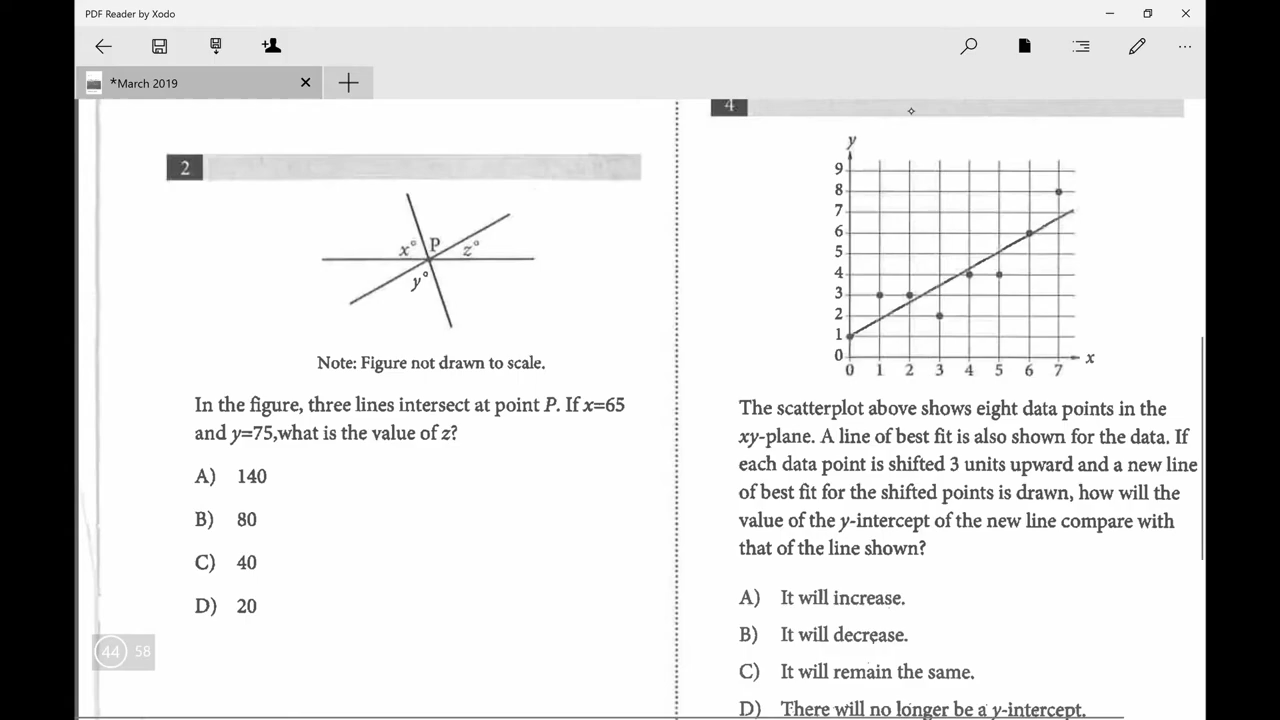 PDF Reader by Xodo
*March 2019
2
x° P z°
y°
Note: Figure not drawn to scale.
In the figure, three lines intersect at point P. If x=65
and y=75,what is the value of z?
A) 140
B) 80
C) 40
D) 20
44 58
4
y
9
8
7
6
5
4
3
2
1
0
0 1 2 3 4 5 6 7 x
The scatterplot above shows eight data points in the
xy-plane. A line of best fit is also shown for the data. If
each data point is shifted 3 units upward and a new line
of best fit for the shifted points is drawn, how will the
value of the y-intercept of the new line compare with
that of the line shown?
A) It will increase.
B) It will decrease.
C) It will remain the same.
D) There will no longer be a y-intercept.